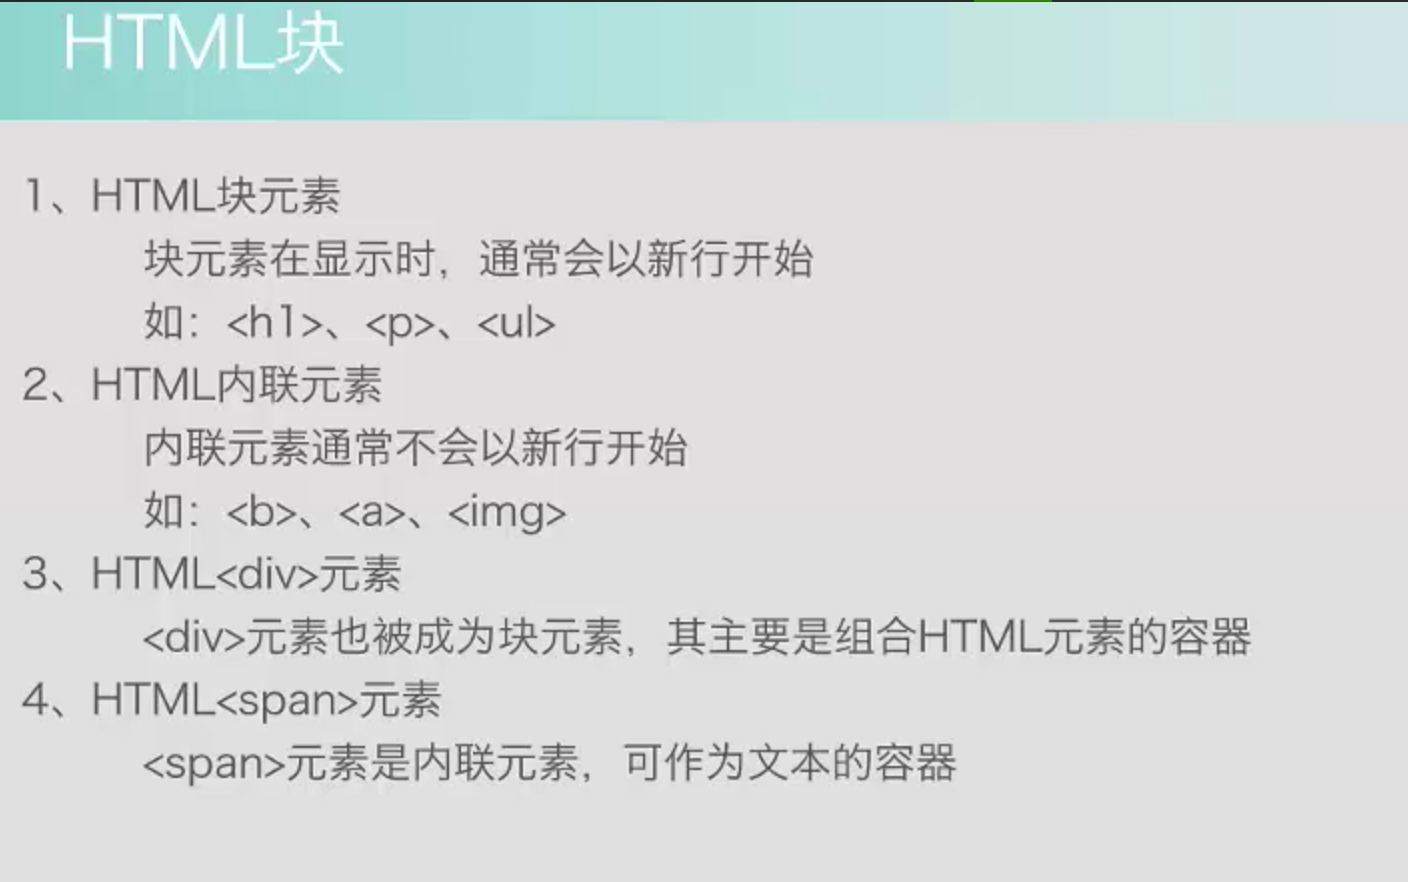 HTML块
1、HTML块元素
块元素在显示时，通常会以新行开始
如：<h1>、<p>、<ul>
2、HTML内联元素
内联元素通常不会以新行开始
如：<b>、<a>、<img>
3、HTML<div>元素
<div>元素也被成为块元素，其主要是组合HTML元素的容器
4、HTML<span>元素
<span>元素是内联元素，可作为文本的容器